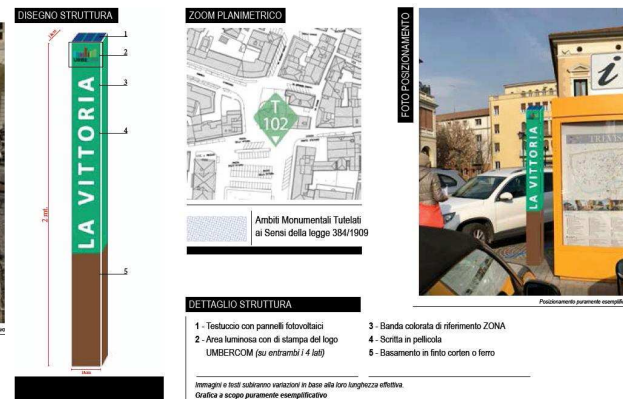 DISEGNO STRUTTURA
1
2
3
4
5
2 mt.
LA VITTORIA
ZOOM PLANIMETRICO
T
102
Ambiti Monumentali Tutelati
ai Sensi della legge 384/1909
FOTO POSIZIONAMENTO
i
TREVIS
LA VITTORIA
Posizionamento puramente esemplific
DETTAGLIO STRUTTURA
1 - Testuccio con pannelli fotovoltaici
2 - Area luminosa con di stampa del logo
UMBERCOM (su entrambi i 4 lati)
3 - Banda colorata di riferimento ZONA
4 - Scritta in pellicola
5 - Basamento in finto corten o ferro
Immagini e testi subiranno variazioni in base alla loro lunghezza effettiva.
Grafica a scopo puramente esemplificativo